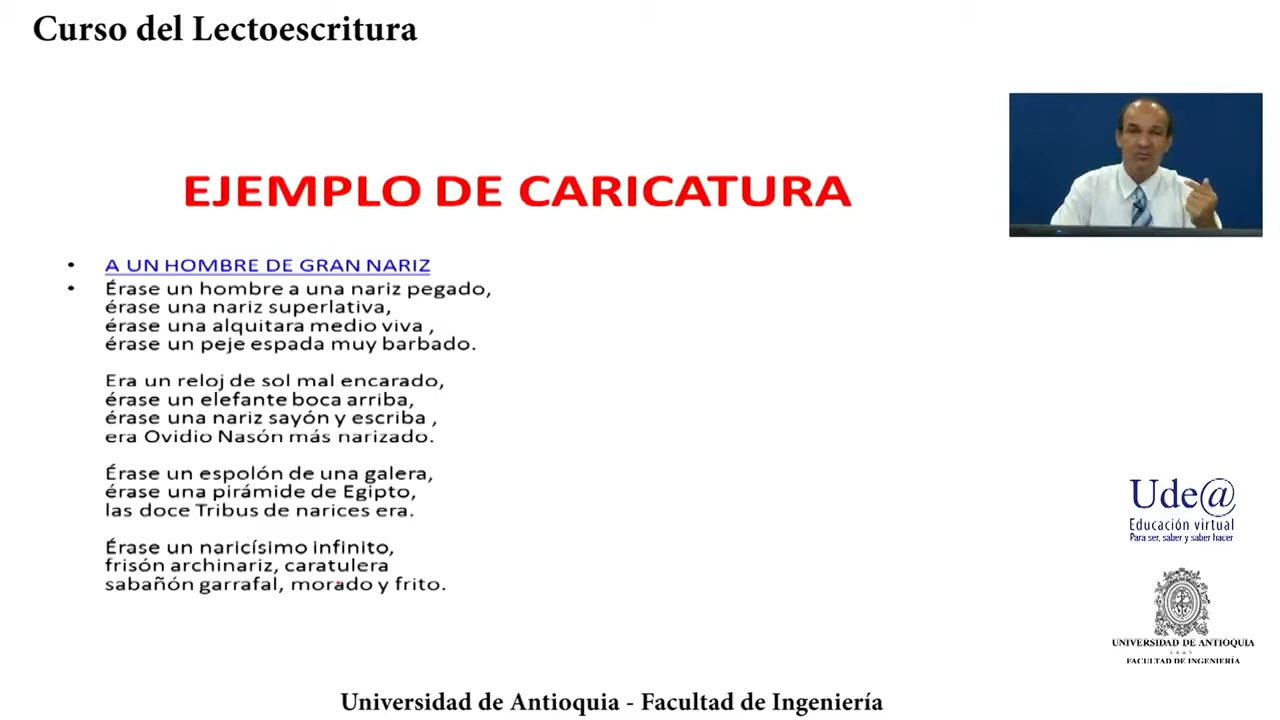 Curso del Lectoescritura
EJEMPLO DE CARICATURA
• A UN HOMBRE DE GRAN NARIZ
• Érase un hombre a una nariz pegado,
érase una nariz superlativa,
érase una alquitara medio viva ,
érase un peje espada muy barbado.
Era un reloj de sol mal encarado,
érase un elefante boca arriba,
érase una nariz sayón y escriba ,
era Ovidio Nasón más narizado.
Érase un espolón de una galera,
érase una pirámide de Egipto,
las doce Tribus de narices era.
Érase un naricísimo infinito,
frisón archinariz, caratulera
sabañón garrafal, morado y frito.
Ude@
Educación virtual
Para ser, saber y saber hacer
UNIVERSIDAD DE ANTIOQUIA
1803
FACULTAD DE INGENIERÍA
Universidad de Antioquia - Facultad de Ingeniería